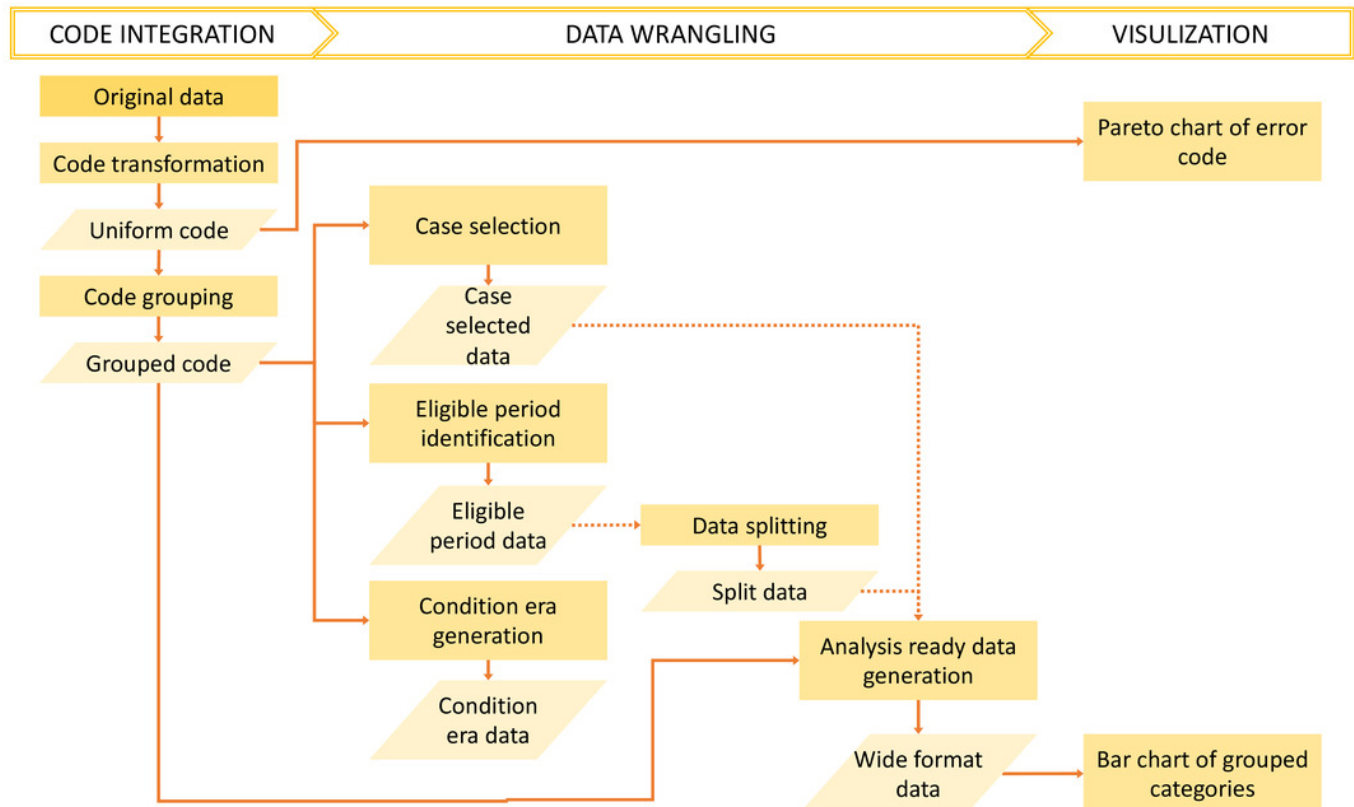 CODE INTEGRATION
DATA WRANGLING
VISULIZATION
Original data
Code transformation
Uniform code
Code grouping
Grouped code
Case selection
Case
selected
data
Eligible period
identification
Eligible
period data
Data splitting
Split data
Condition era
generation
Condition
era data
Analysis ready data
generation
Wide format
data
Pareto chart of error
code
Bar chart of grouped
categories